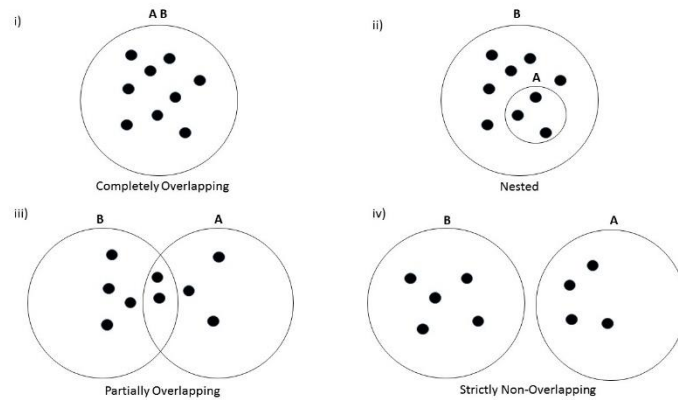 i)
A B
Completely Overlapping
ii)
B
A
Nested
iii)
B
A
Partially Overlapping
iv)
B
A
Strictly Non-Overlapping